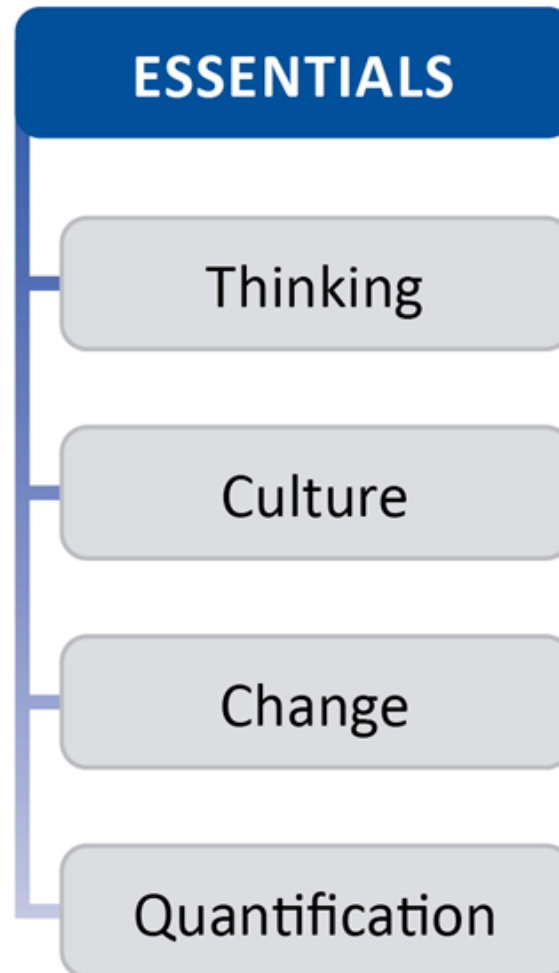 ESSENTIALS
Thinking
Culture
Change
Quantification